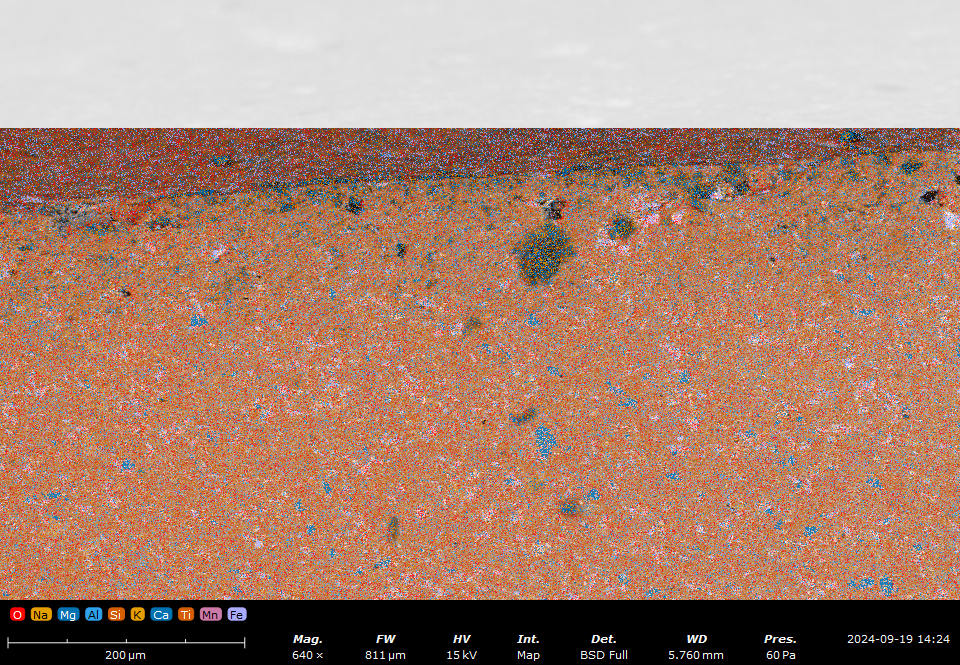 O Na Mg Al Si K Ca Ti Mn Fe
Mag. FW HV Int. Det. WD Pres. 2024-09-19 14:24
200 µm 640 × 811 µm 15 kV Map BSD Full 5.760 mm 60 Pa